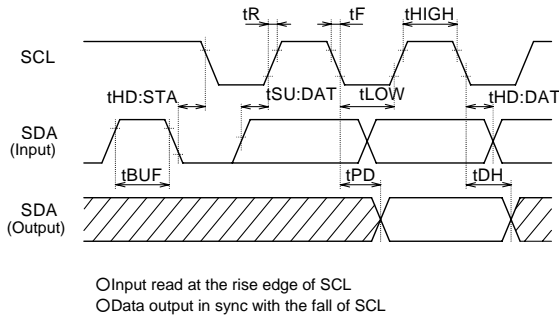 tR tF tHIGH
SCL
tHD:STA tSU:DAT tLOW tHD:DAT
SDA
(Input)
tBUF tPD tDH
SDA
(Output)
○Input read at the rise edge of SCL
○Data output in sync with the fall of SCL